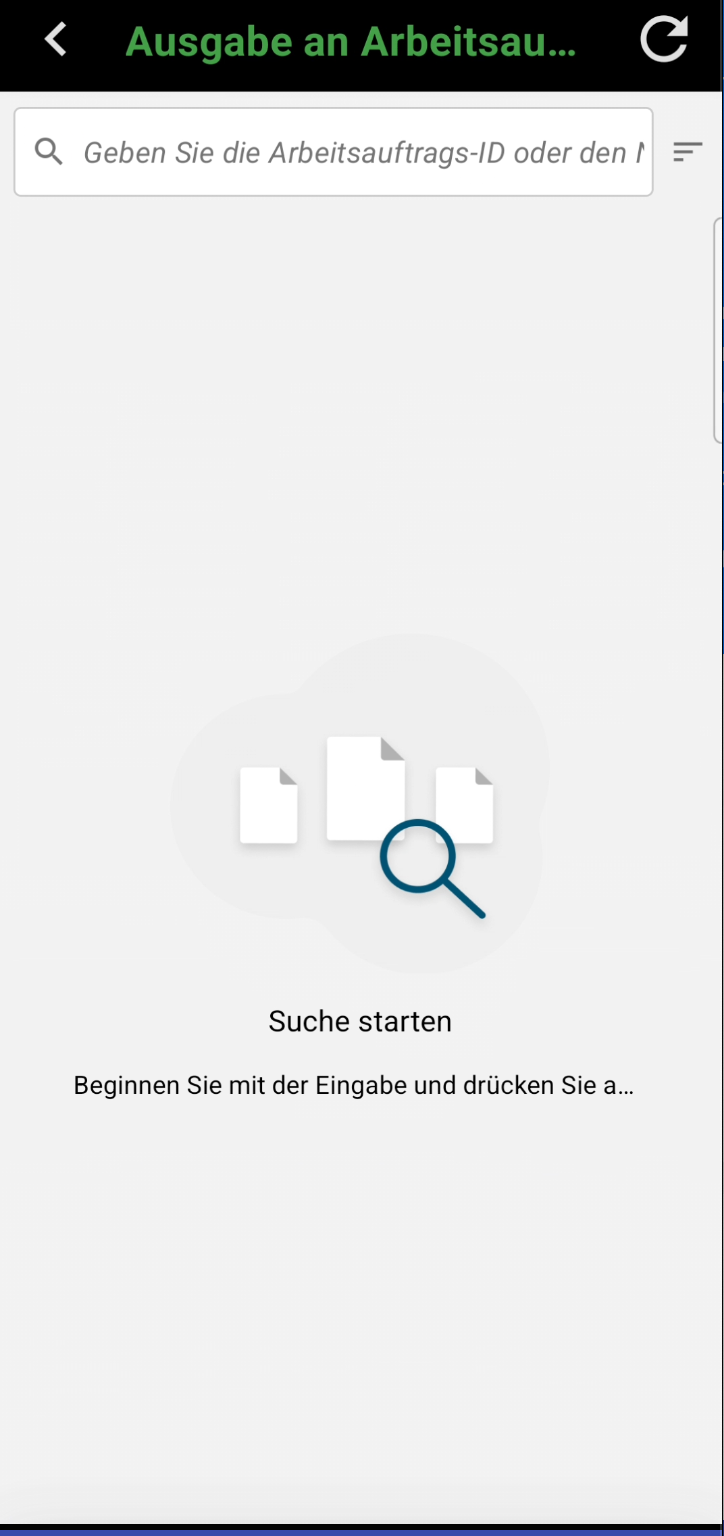 Ausgabe an Arbeitsau...
Geben Sie die Arbeitsauftrags-ID oder den
Suche starten
Beginnen Sie mit der Eingabe und drücken Sie a...